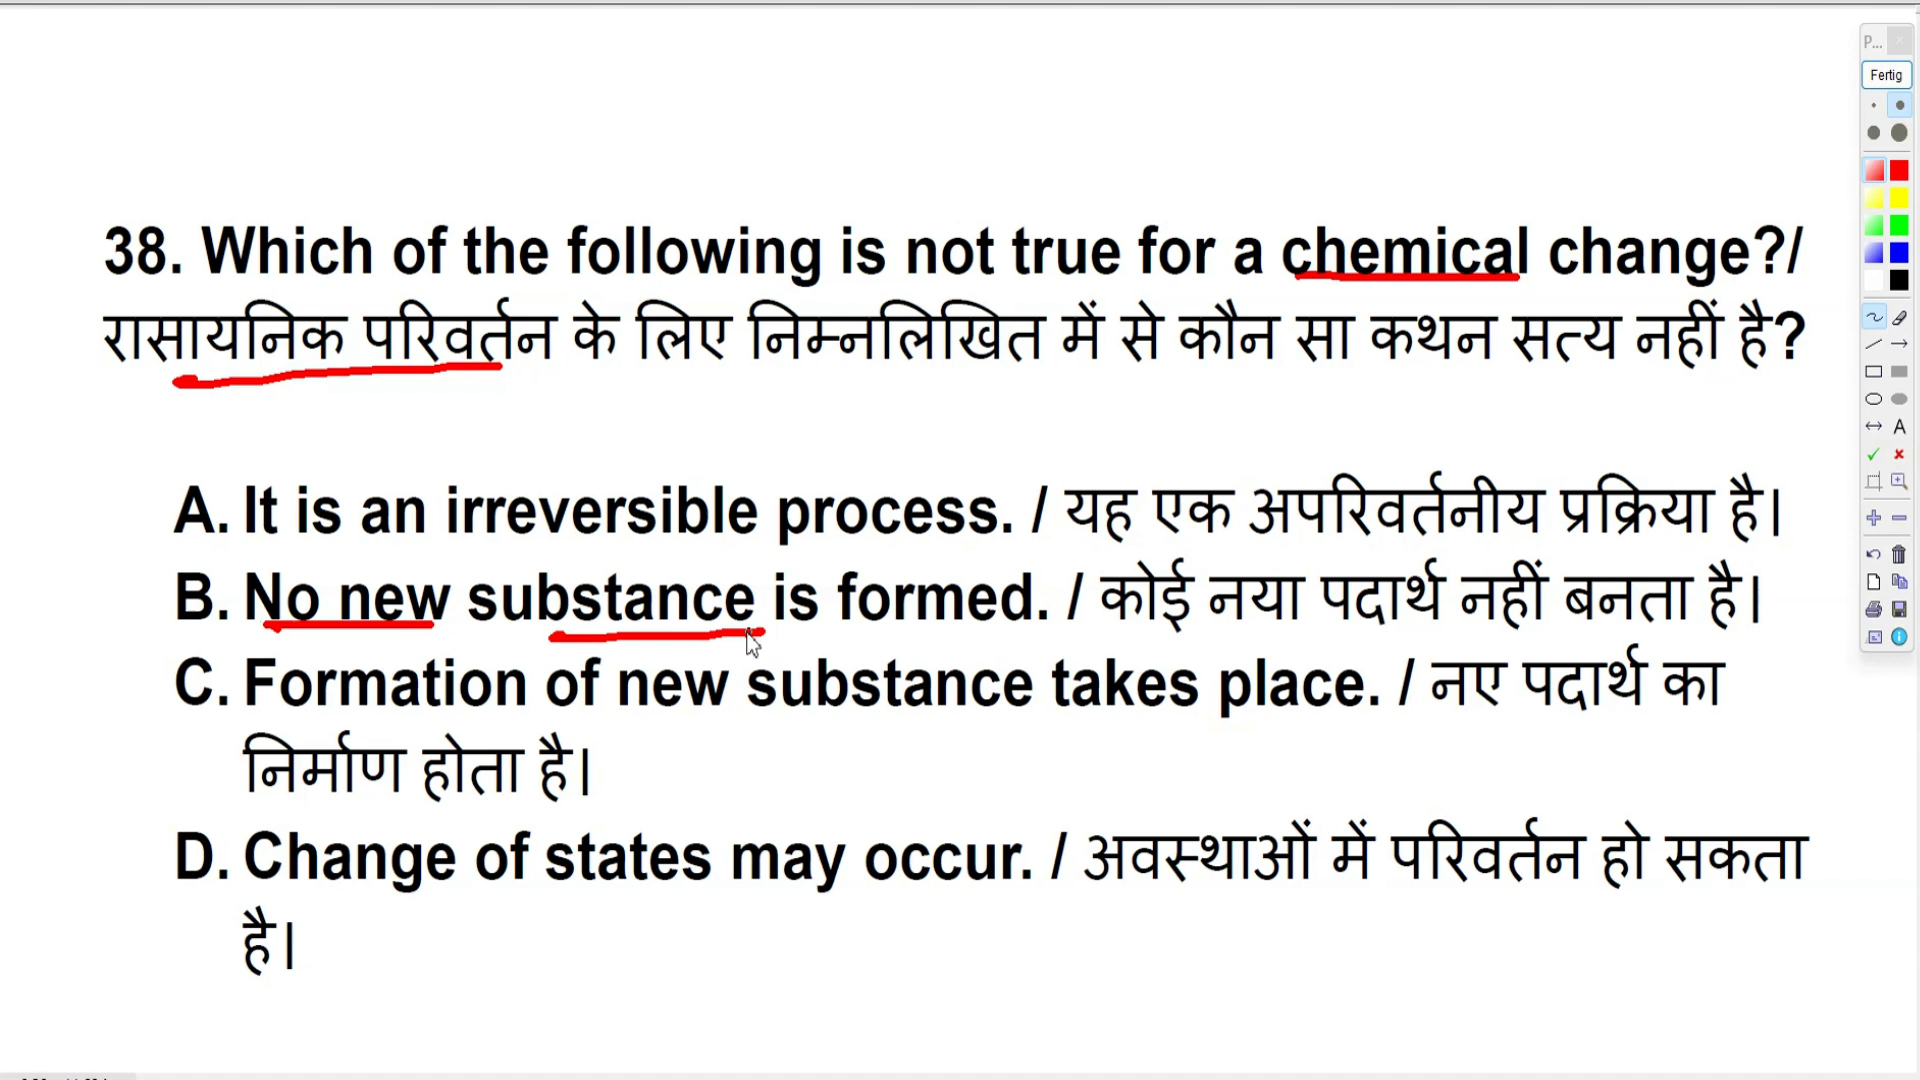 P...
Fertig
38. Which of the following is not true for a chemical change?/
रासायनिक परिवर्तन के लिए निम्नलिखित में से कौन सा कथन सत्य नहीं है?
A. It is an irreversible process. / यह एक अपरिवर्तनीय प्रक्रिया है।
B. No new substance is formed. / कोई नया पदार्थ नहीं बनता है।
C. Formation of new substance takes place. / नए पदार्थ का
निर्माण होता है।
D. Change of states may occur. / अवस्थाओं में परिवर्तन हो सकता
है।